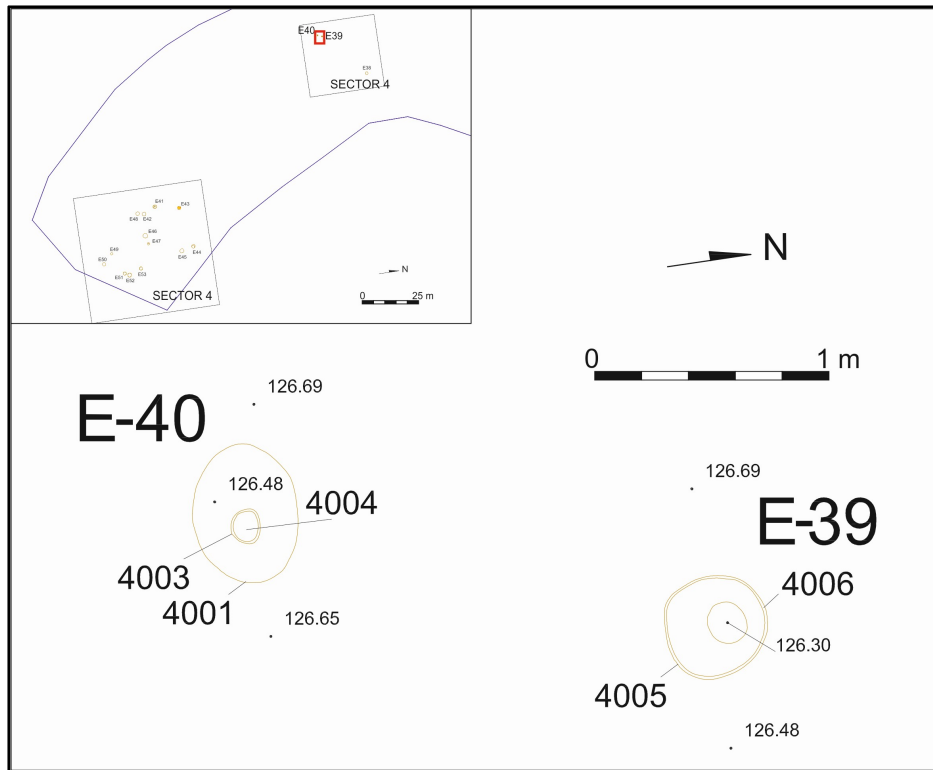 E40
E39
E38
SECTOR 4
E41
E43
E48
E42
E46
E47
E49
E45
E44
E50
E53
E51
E52
SECTOR 4
N
0
25 m
N
0
1 m
126.69
E-40
126.48
4004
4003
4001
126.65
126.69
E-39
4006
126.30
4005
126.48